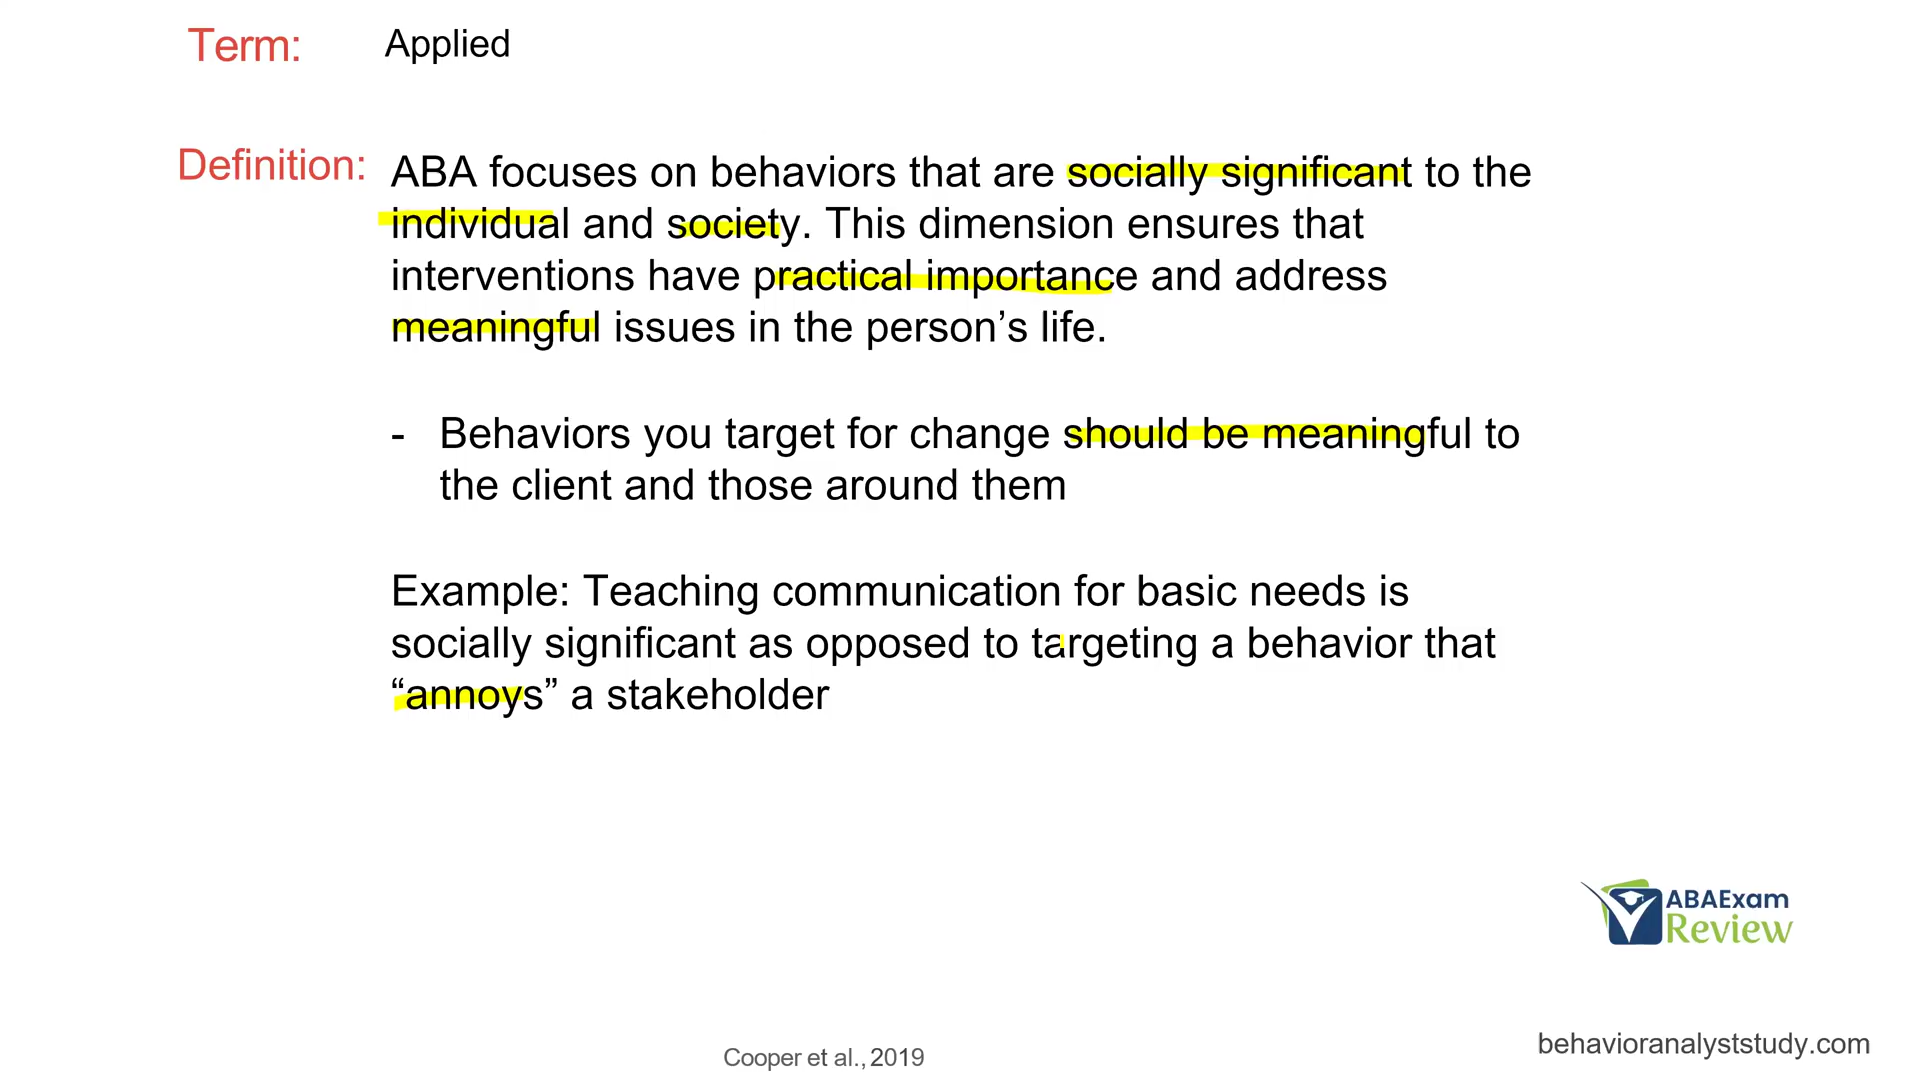 Term: Applied
Definition: ABA focuses on behaviors that are socially significant to the
individual and society. This dimension ensures that
interventions have practical importance and address
meaningful issues in the person’s life.
- Behaviors you target for change should be meaningful to
the client and those around them
Example: Teaching communication for basic needs is
socially significant as opposed to targeting a behavior that
“annoys” a stakeholder
ABAExam
Review
Cooper et al., 2019
behavioranalyststudy.com